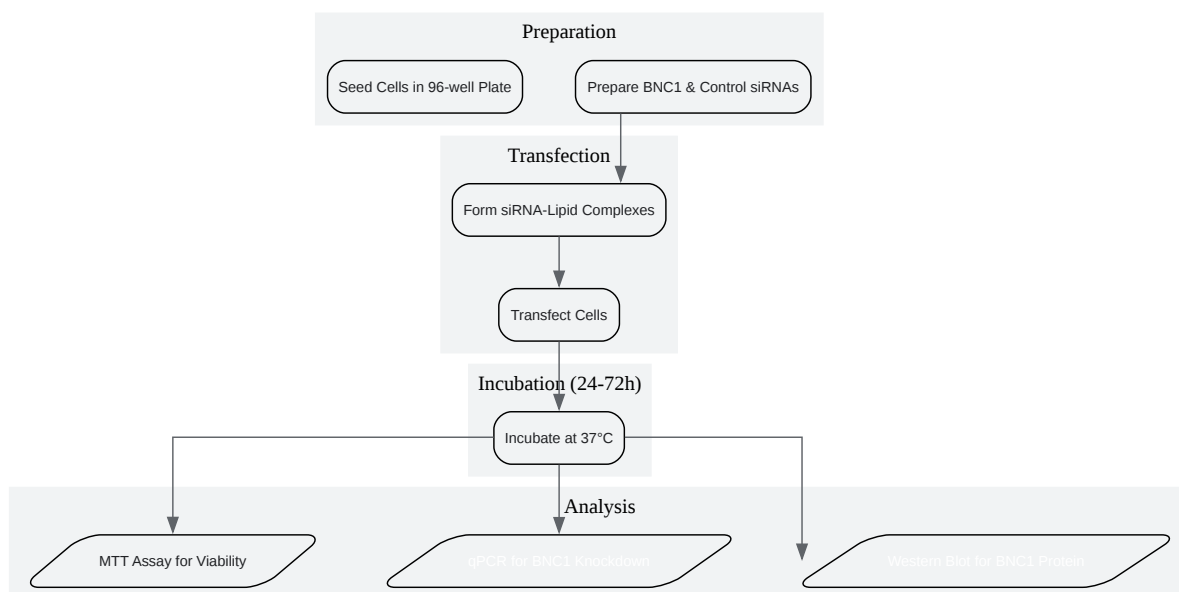 Preparation
Seed Cells in 96-well Plate
Prepare BNC1 & Control siRNAs
Transfection
Form siRNA-Lipid Complexes
Transfect Cells
Incubation (24-72h)
Incubate at 37°C
Analysis
MTT Assay for Viability
qPCR for BNC1 Knockdown
Western Blot for BNC1 Protein